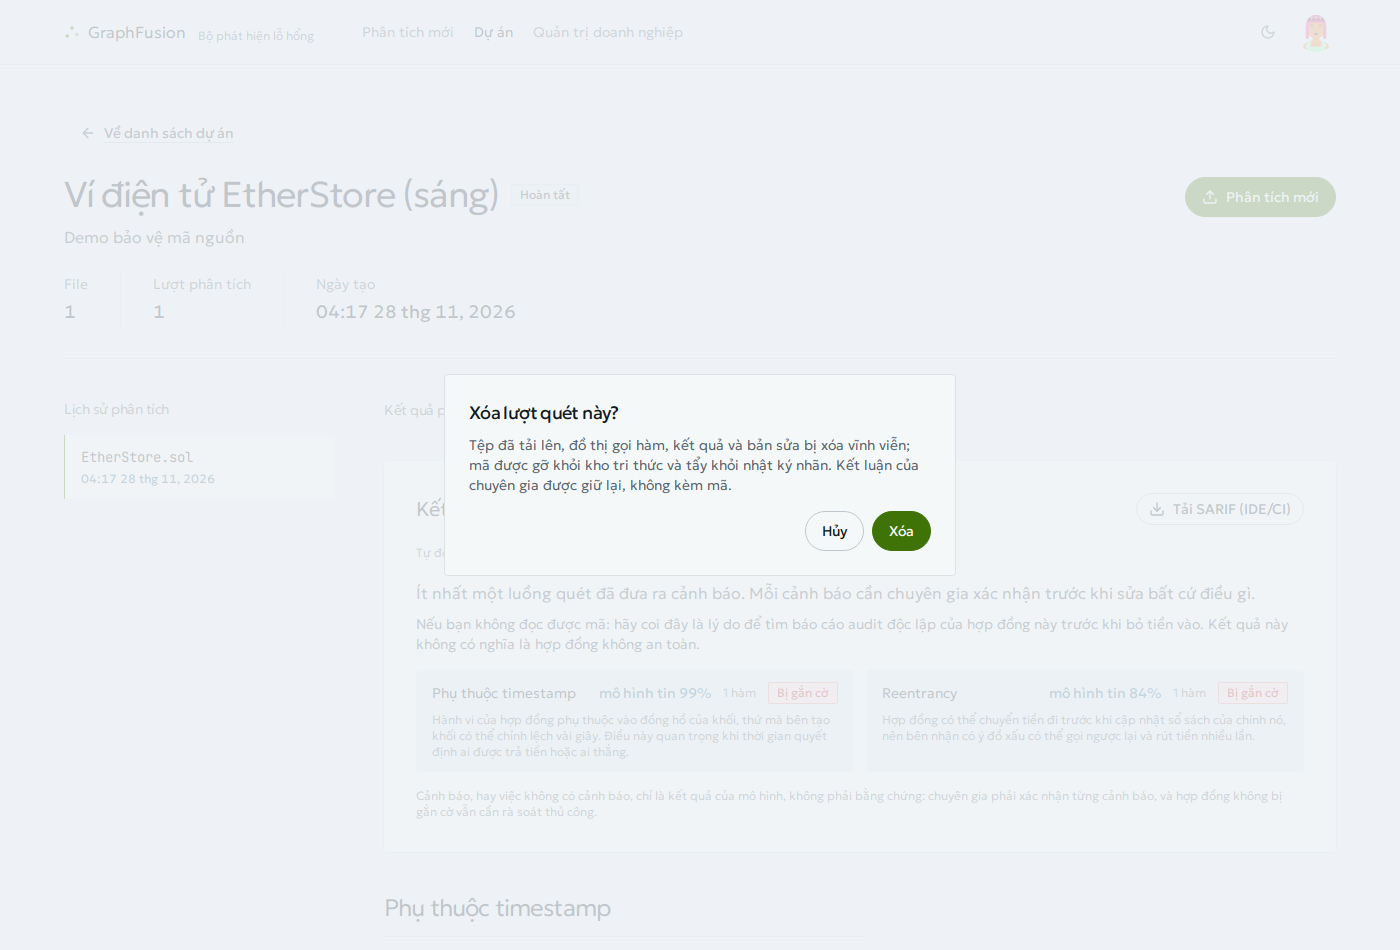 GraphFusion Bộ phát hiện lỗ hổng Phân tích mới Dự án Quản trị doanh nghiệp
Về danh sách dự án
Ví điện tử EtherStore (sáng) Hoàn tất
Phân tích mới
Demo bảo vệ mã nguồn
File Lượt phân tích Ngày tạo
1 1 04:17 28 thg 11, 2026
Lịch sử phân tích
EtherStore.sol
04:17 28 thg 11, 2026
Kết quả
Xóa lượt quét này?
Tệp đã tải lên, đồ thị gọi hàm, kết quả và bản sửa bị xóa vĩnh viễn;
mã được gỡ khỏi kho tri thức và tẩy khỏi nhật ký nhãn. Kết luận của
chuyên gia được giữ lại, không kèm mã.
Hủy Xóa
Tải SARIF (IDE/CI)
Tự
Ít nhất một luồng quét đã đưa ra cảnh báo. Mỗi cảnh báo cần chuyên gia xác nhận trước khi sửa bất cứ điều gì.
Nếu bạn không đọc được mã: hãy coi đây là lý do để tìm báo cáo audit độc lập của hợp đồng này trước khi bỏ tiền vào. Kết quả này
không có nghĩa là hợp đồng không an toàn.
Phụ thuộc timestamp mô hình tin 99% 1 hàm Bị gắn cờ
Hành vi của hợp đồng phụ thuộc vào đồng hồ của khối, thứ mà bên tạo
khối có thể chỉnh lệch vài giây. Điều này quan trọng khi thời gian quyết
định ai được trả tiền hoặc ai thắng.
Reentrancy mô hình tin 84% 1 hàm Bị gắn cờ
Hợp đồng có thể chuyển tiền đi trước khi cập nhật sổ sách của chính nó,
nên bên nhận có ý đồ xấu có thể gọi ngược lại và rút tiền nhiều lần.
Cảnh báo, hay việc không có cảnh báo, chỉ là kết quả của mô hình, không phải bằng chứng: chuyên gia phải xác nhận từng cảnh báo, và hợp đồng không bị
gắn cờ vẫn cần rà soát thủ công.
Phụ thuộc timestamp